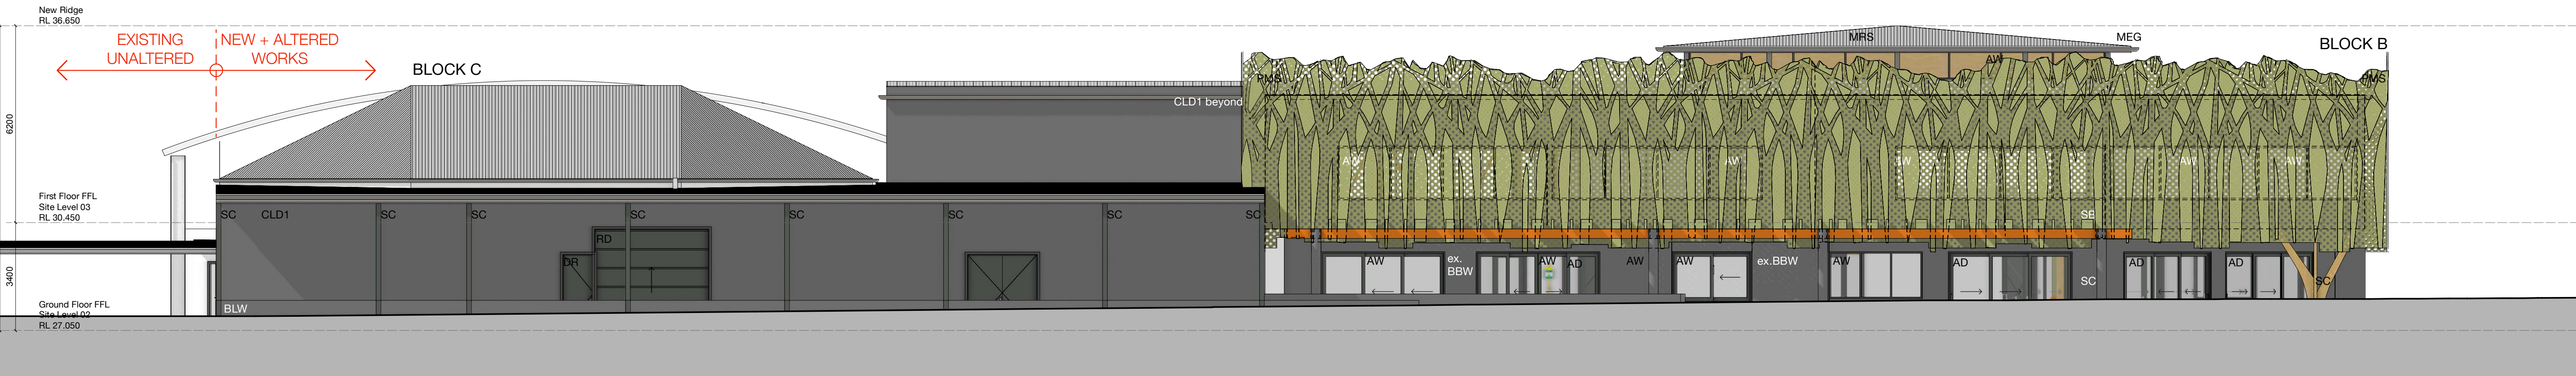 New Ridge
RL 36.650
EXISTING
UNALTERED
NEW + ALTERED
WORKS
BLOCK C
BLOCK B
MRS
MEG
AW
PMS
PMS
CLD1 beyond
6200
AW
AW
AW
AW
AW
First Floor FFL
Site Level 03
RL 30.450
SC
CLD1
SC
SC
SC
SC
SC
SC
SC
SB
RD
DR
3400
AW
ex.
BBW
AW
AD
AW
AW
ex.BBW
AW
AD
SC
AD
AD
SC
Ground Floor FFL
Site Level 02
RL 27.050
BLW